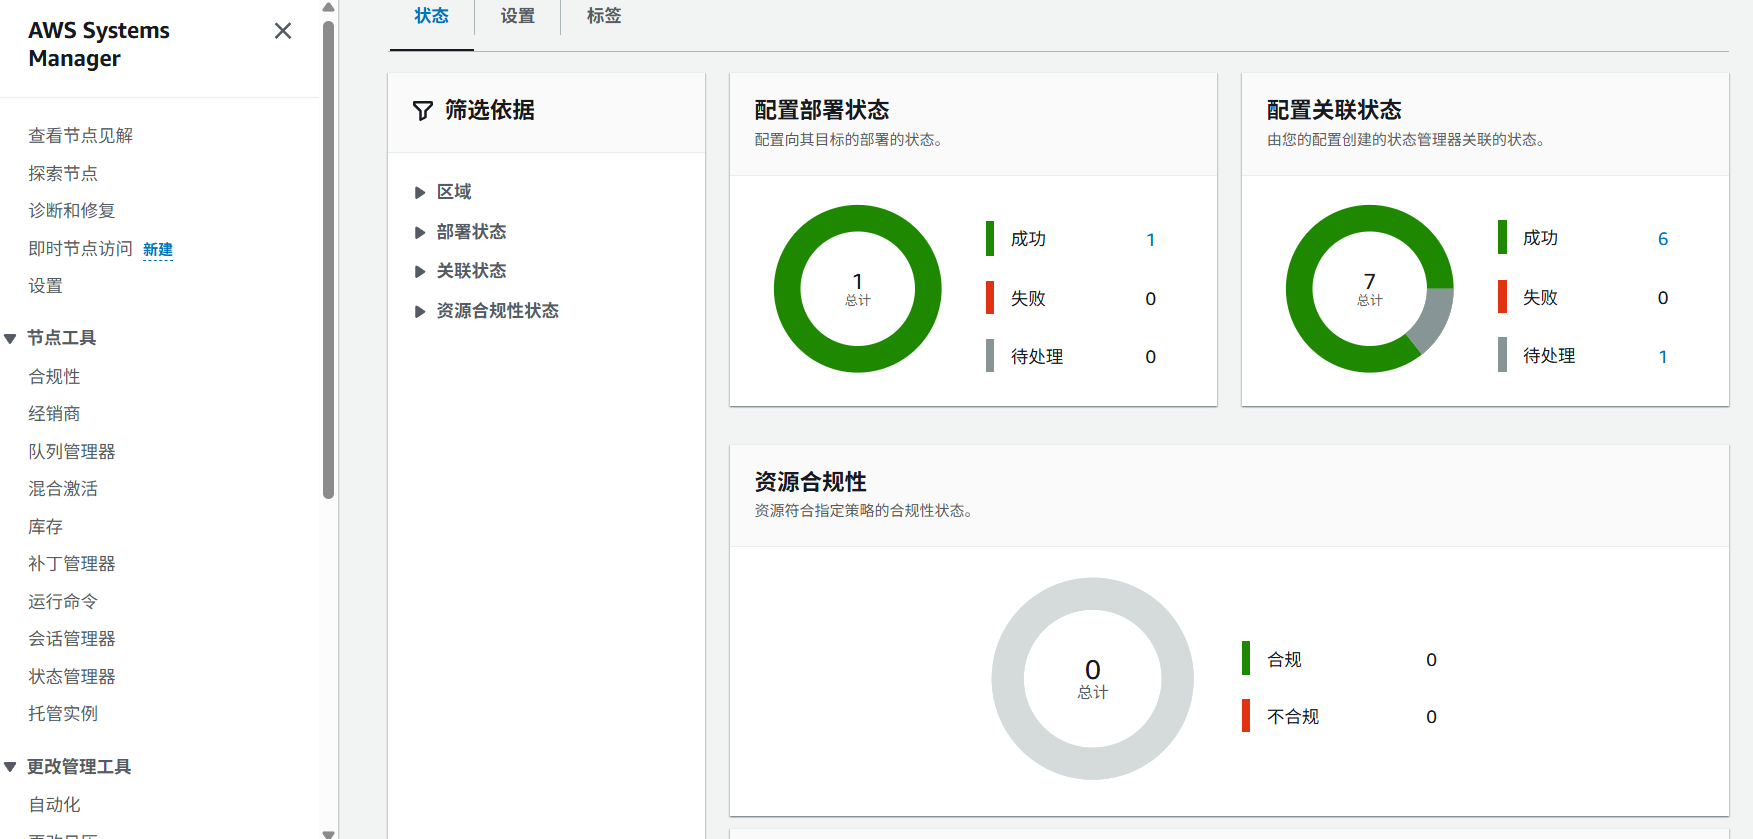 AWS Systems
Manager
查看节点见解
探索节点
诊断和修复
即时节点访问 新建
设置
节点工具
合规性
经销商
队列管理器
混合激活
库存
补丁管理器
运行命令
会话管理器
状态管理器
托管实例
更改管理工具
自动化
状态 设置 标签
筛选依据
区域
部署状态
关联状态
资源合规性状态
配置部署状态
配置向其目标的部署的状态。
1
总计
成功 1
失败 0
待处理 0
配置关联状态
由您的配置创建的状态管理器关联的状态。
7
总计
成功 6
失败 0
待处理 1
资源合规性
资源符合指定策略的合规性状态。
0
总计
合规 0
不合规 0